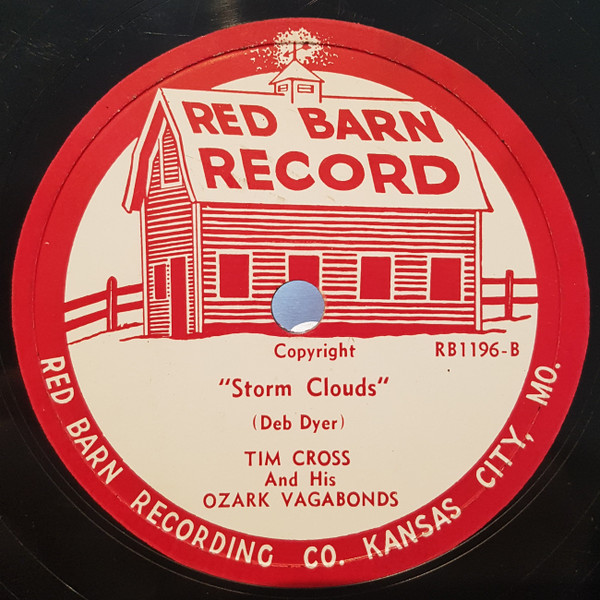 RED BARN
RECORD
Copyright
RB1196-B
"Storm Clouds"
(Deb Dyer)
TIM CROSS
And His
OZARK VAGABONDS
RED BARN RECORDING CO. KANSAS CITY, MO.